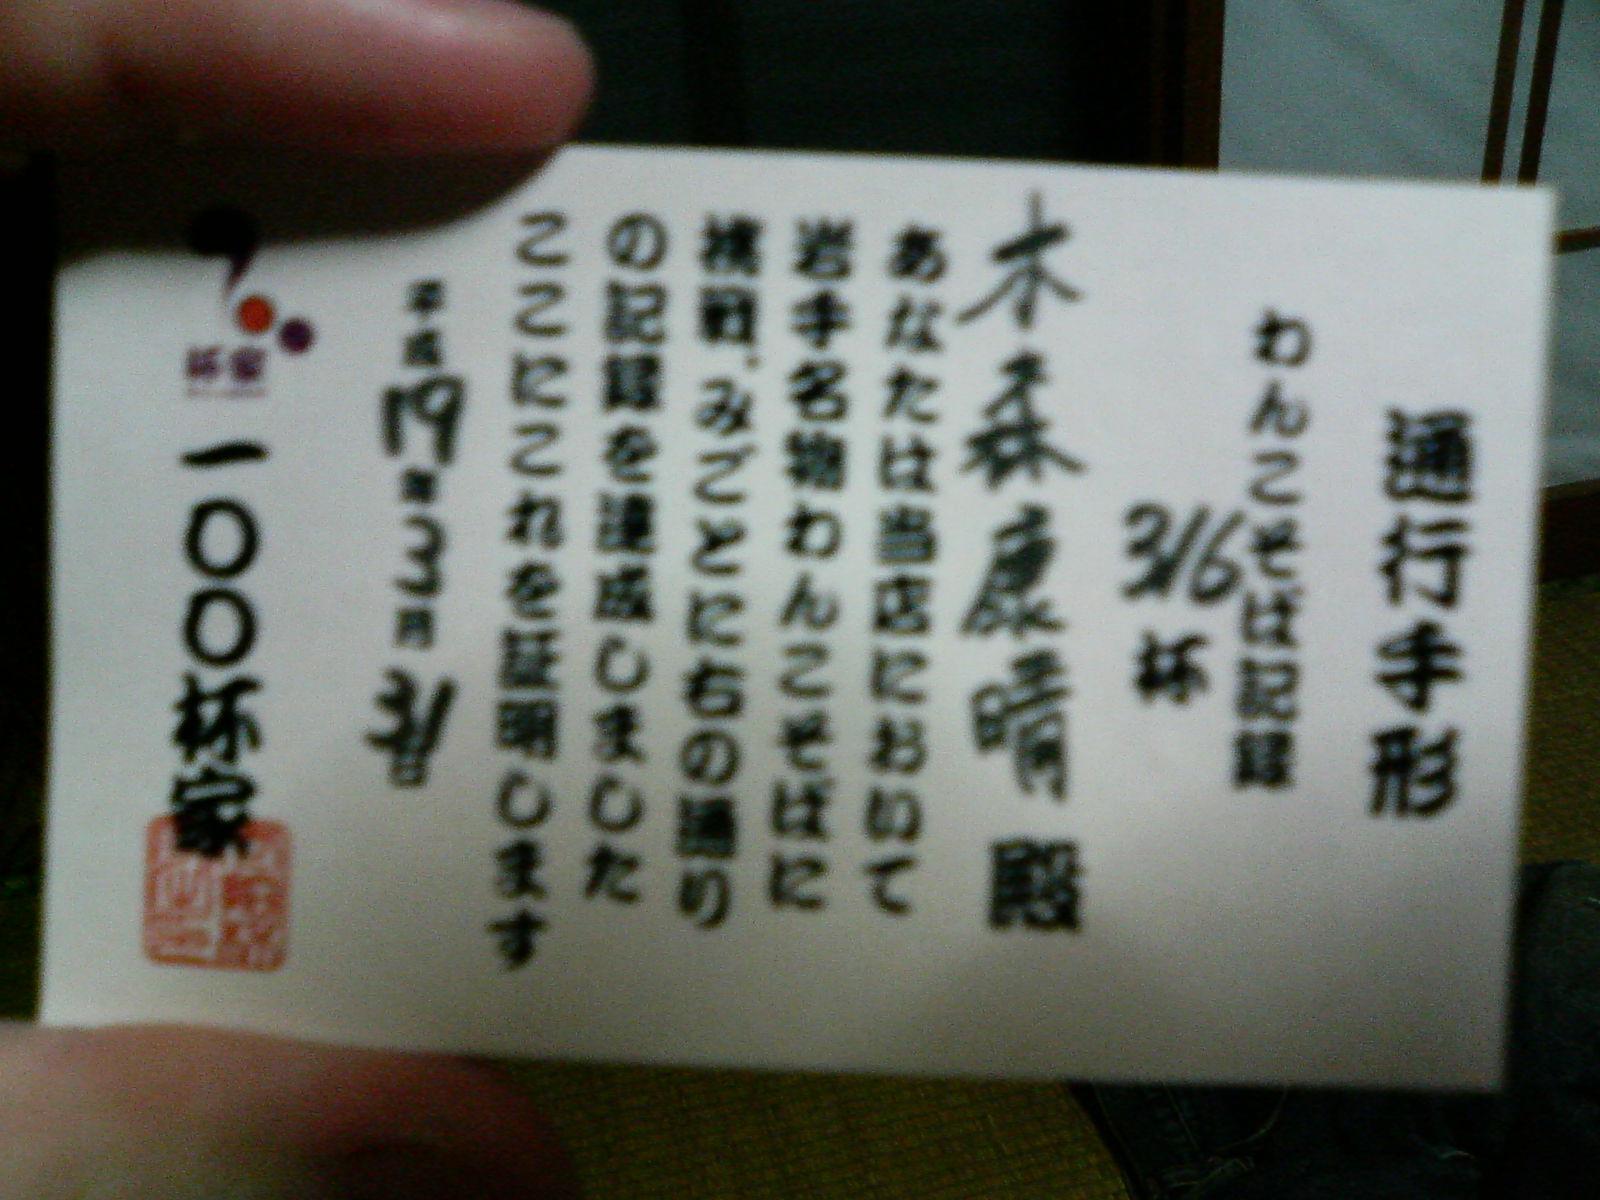 通行手形
わんこそば記録
316杯
木森康晴殿
あなたは当店において
岩手名物わんこそばに
挑戦、みごとに右の通り
の記録を達成しました
ここにこれを証明します
平成19年3月31日
一〇〇杯家
杯家